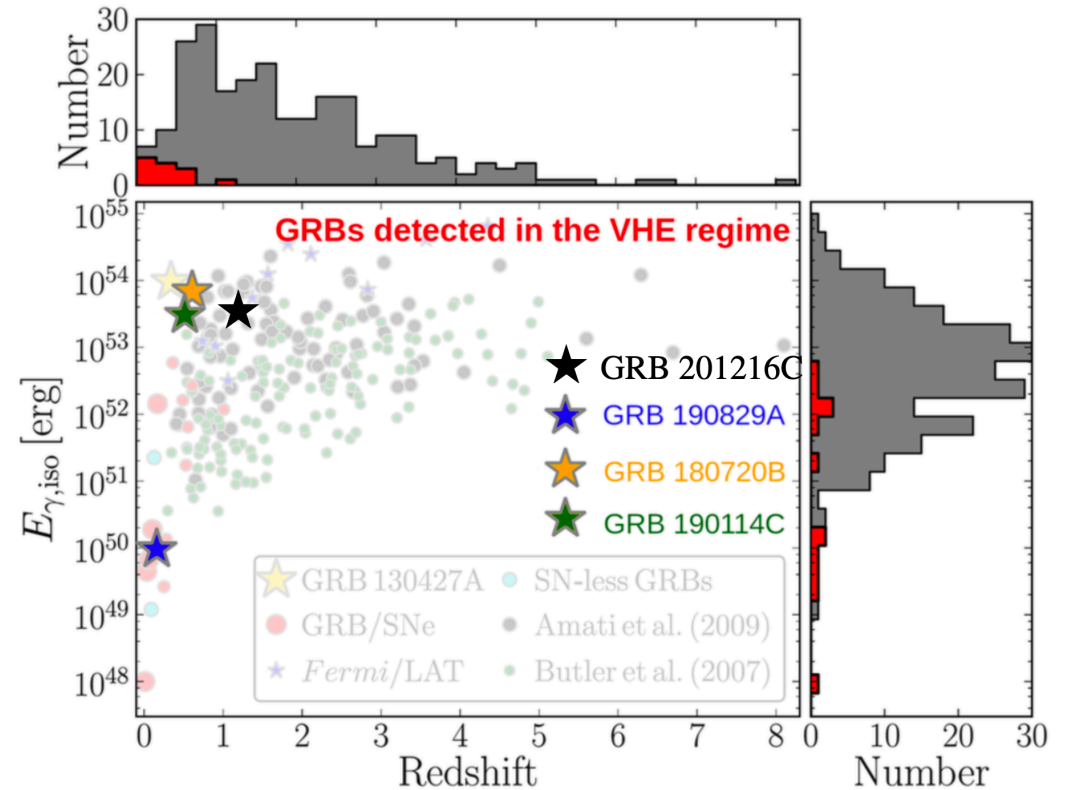 30
20
10
0
Number
GRBs detected in the VHE regime
10^55
10^54
10^53
10^52
10^51
10^50
10^49
10^48
E_γ,iso [erg]
GRB 201216C
GRB 190829A
GRB 180720B
GRB 190114C
GRB 130427A
SN-less GRBs
GRB/SNe
Amati et al. (2009)
Fermi/LAT
Butler et al. (2007)
0 1 2 3 4 5 6 7 8
Redshift
0 10 20 30
Number